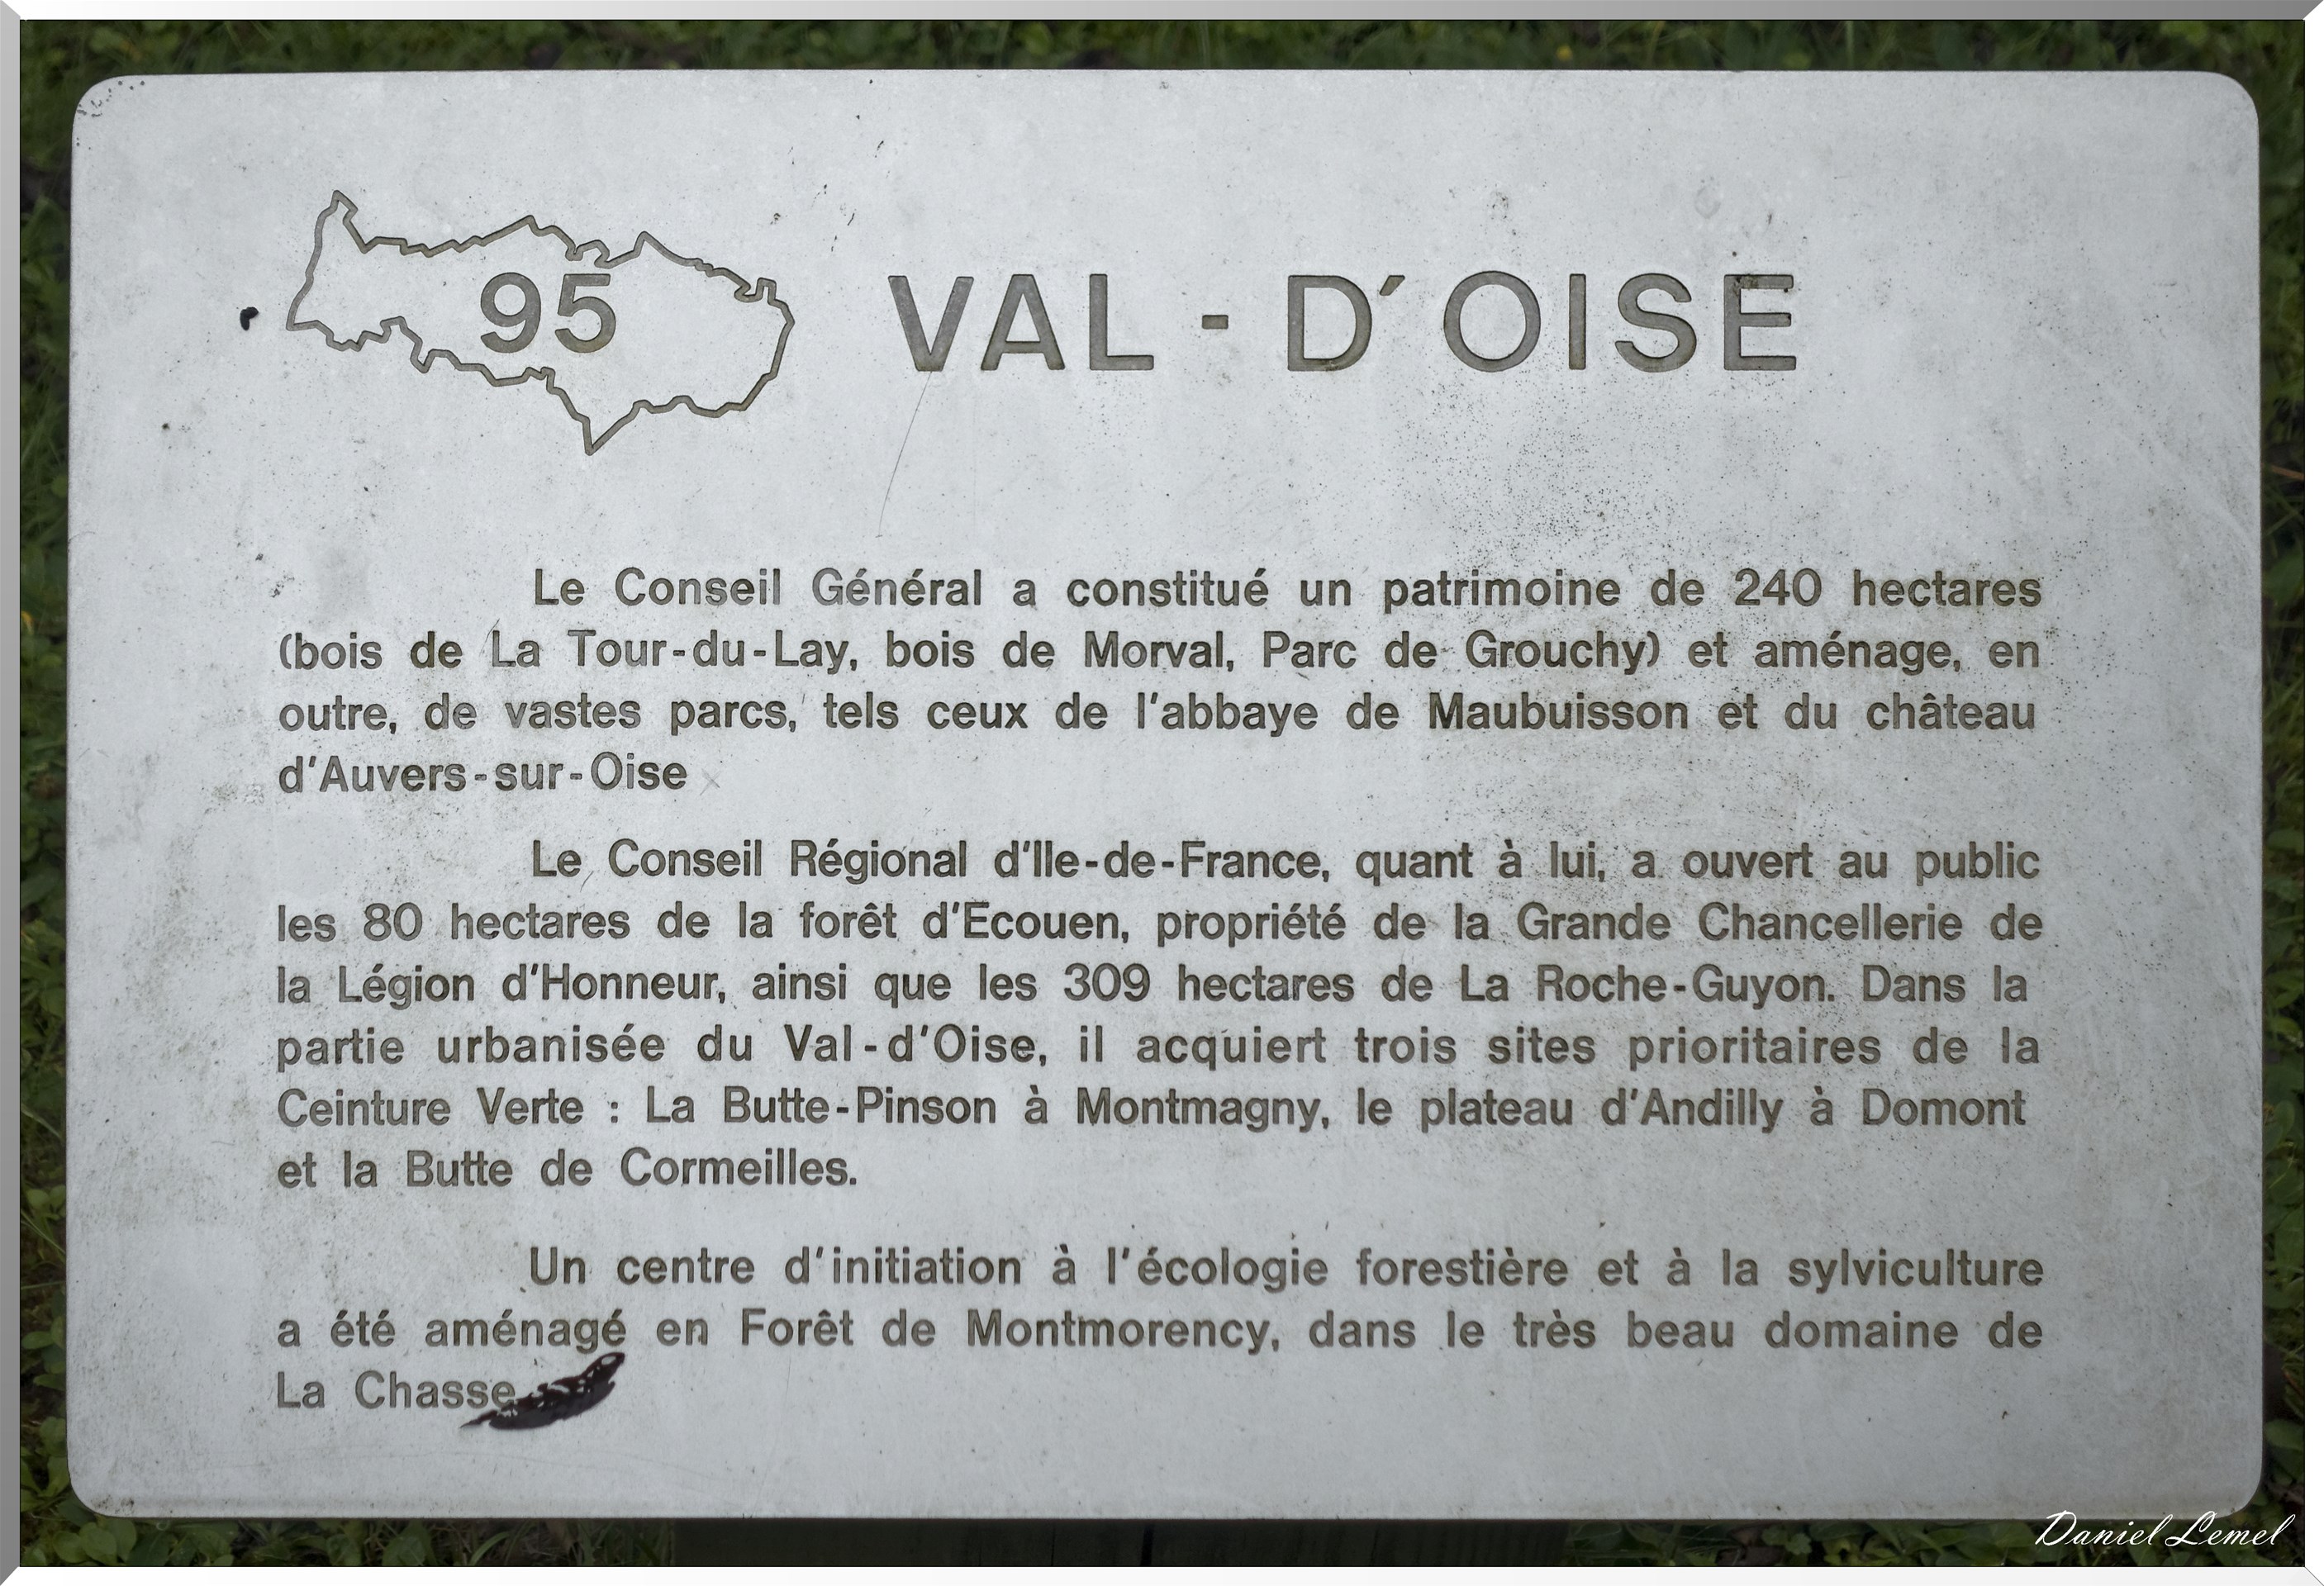 95
VAL - D'OISE
Le Conseil Général a constitué un patrimoine de 240 hectares
(bois de La Tour-du-Lay, bois de Morval, Parc de Grouchy) et aménage, en
outre, de vastes parcs, tels ceux de l'abbaye de Maubuisson et du château
d'Auvers-sur-Oise
Le Conseil Régional d'Ile-de-France, quant à lui, a ouvert au public
les 80 hectares de la forêt d'Ecouen, propriété de la Grande Chancellerie de
la Légion d'Honneur, ainsi que les 309 hectares de La Roche-Guyon. Dans la
partie urbanisée du Val-d'Oise, il acquiert trois sites prioritaires de la
Ceinture Verte : La Butte-Pinson à Montmagny, le plateau d'Andilly à Domont
et la Butte de Cormeilles.
Un centre d'initiation à l'écologie forestière et à la sylviculture
a été aménagé en Forêt de Montmorency, dans le très beau domaine de
La Chasse
Daniel Lemel